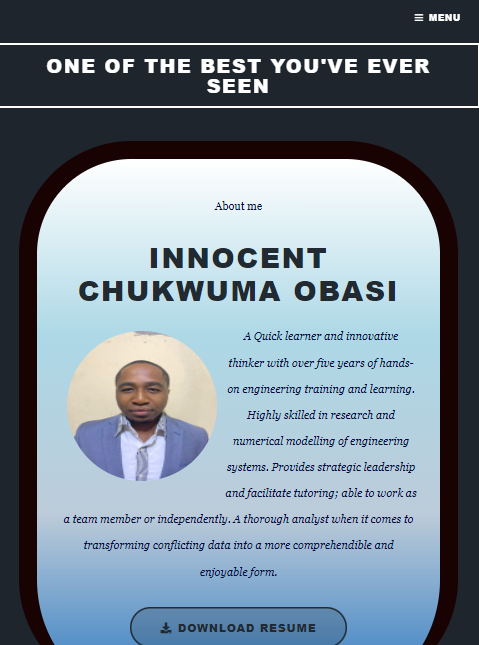 MENU
ONE OF THE BEST YOU'VE EVER
SEEN
About me
INNOCENT
CHUKWUMA OBASI
A Quick learner and innovative
thinker with over five years of hands-
on engineering training and learning.
Highly skilled in research and
numerical modelling of engineering
systems. Provides strategic leadership
and facilitate tutoring; able to work as
a team member or independently. A thorough analyst when it comes to
transforming conflicting data into a more comprehendible and
enjoyable form.
DOWNLOAD RESUME